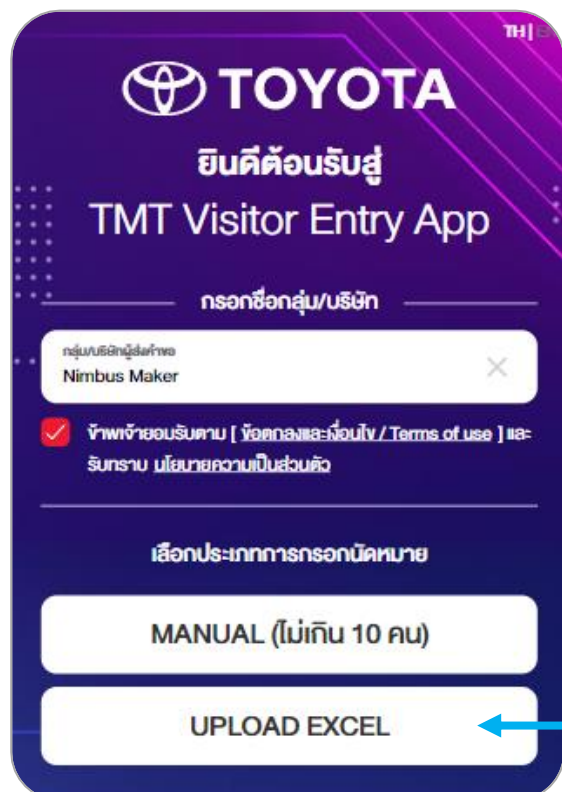 TH|EN
TOYOTA
ยินดีต้อนรับสู่
TMT Visitor Entry App
กรอกชื่อกลุ่ม/บริษัท
กลุ่ม/บริษัทผู้ส่งคำขอ
Nimbus Maker
ข้าพเจ้ายอมรับตาม [ ข้อตกลงและเงื่อนไข / Terms of use ] และ
รับทราบ นโยบายความเป็นส่วนตัว
เลือกประเภทการกรอกนัดหมาย
MANUAL (ไม่เกิน 10 คน)
UPLOAD EXCEL